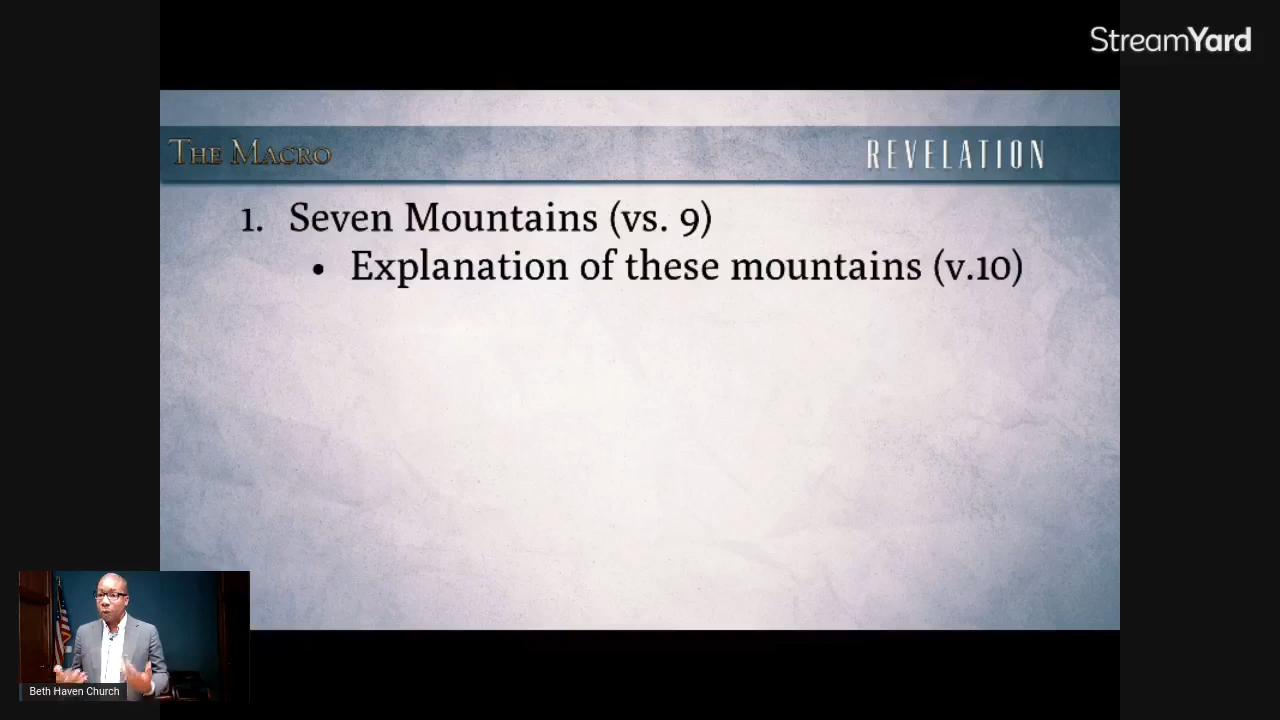 StreamYard
The Macro
REVELATION
1. Seven Mountains (vs. 9)
• Explanation of these mountains (v.10)
Beth Haven Church